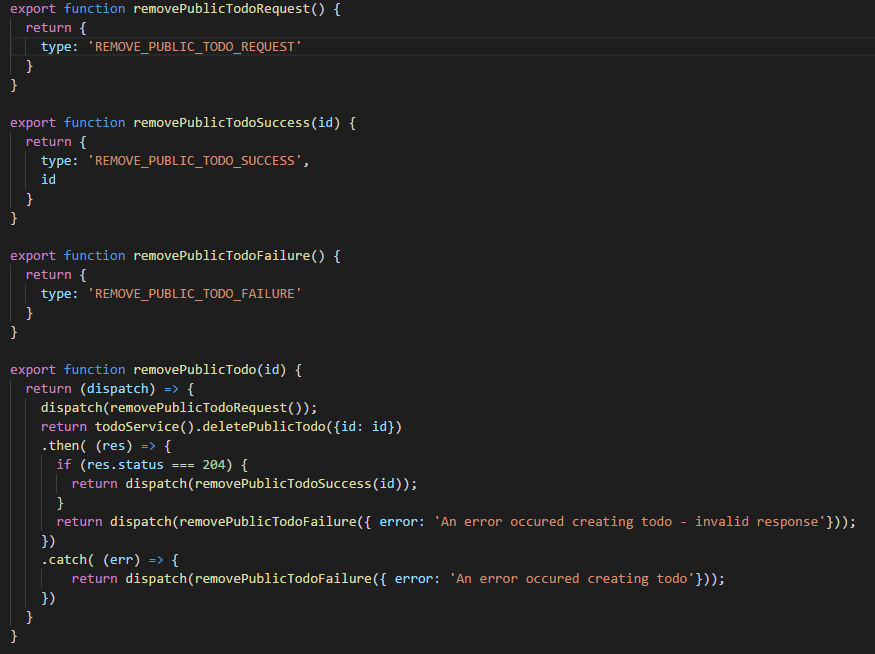 export function removePublicTodoRequest() {
  return {
    type: 'REMOVE_PUBLIC_TODO_REQUEST'
  }
}

export function removePublicTodoSuccess(id) {
  return {
    type: 'REMOVE_PUBLIC_TODO_SUCCESS',
    id
  }
}

export function removePublicTodoFailure() {
  return {
    type: 'REMOVE_PUBLIC_TODO_FAILURE'
  }
}

export function removePublicTodo(id) {
  return (dispatch) => {
    dispatch(removePublicTodoRequest());
    return todoService().deletePublicTodo({id: id})
    .then( (res) => {
      if (res.status === 204) {
        return dispatch(removePublicTodoSuccess(id));
      }
      return dispatch(removePublicTodoFailure({ error: 'An error occured creating todo - invalid response'}));
    })
    .catch( (err) => {
        return dispatch(removePublicTodoFailure({ error: 'An error occured creating todo'}));
    })
  }
}